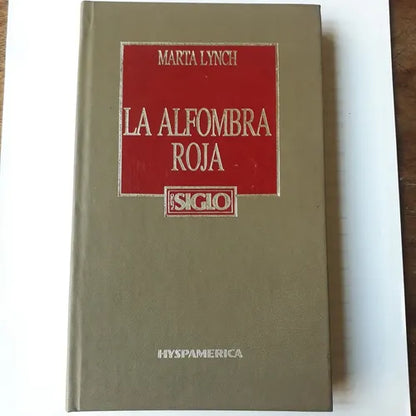 MARTA LYNCH
LA ALFOMBRA
ROJA
SIGLO
HYSPAMERICA